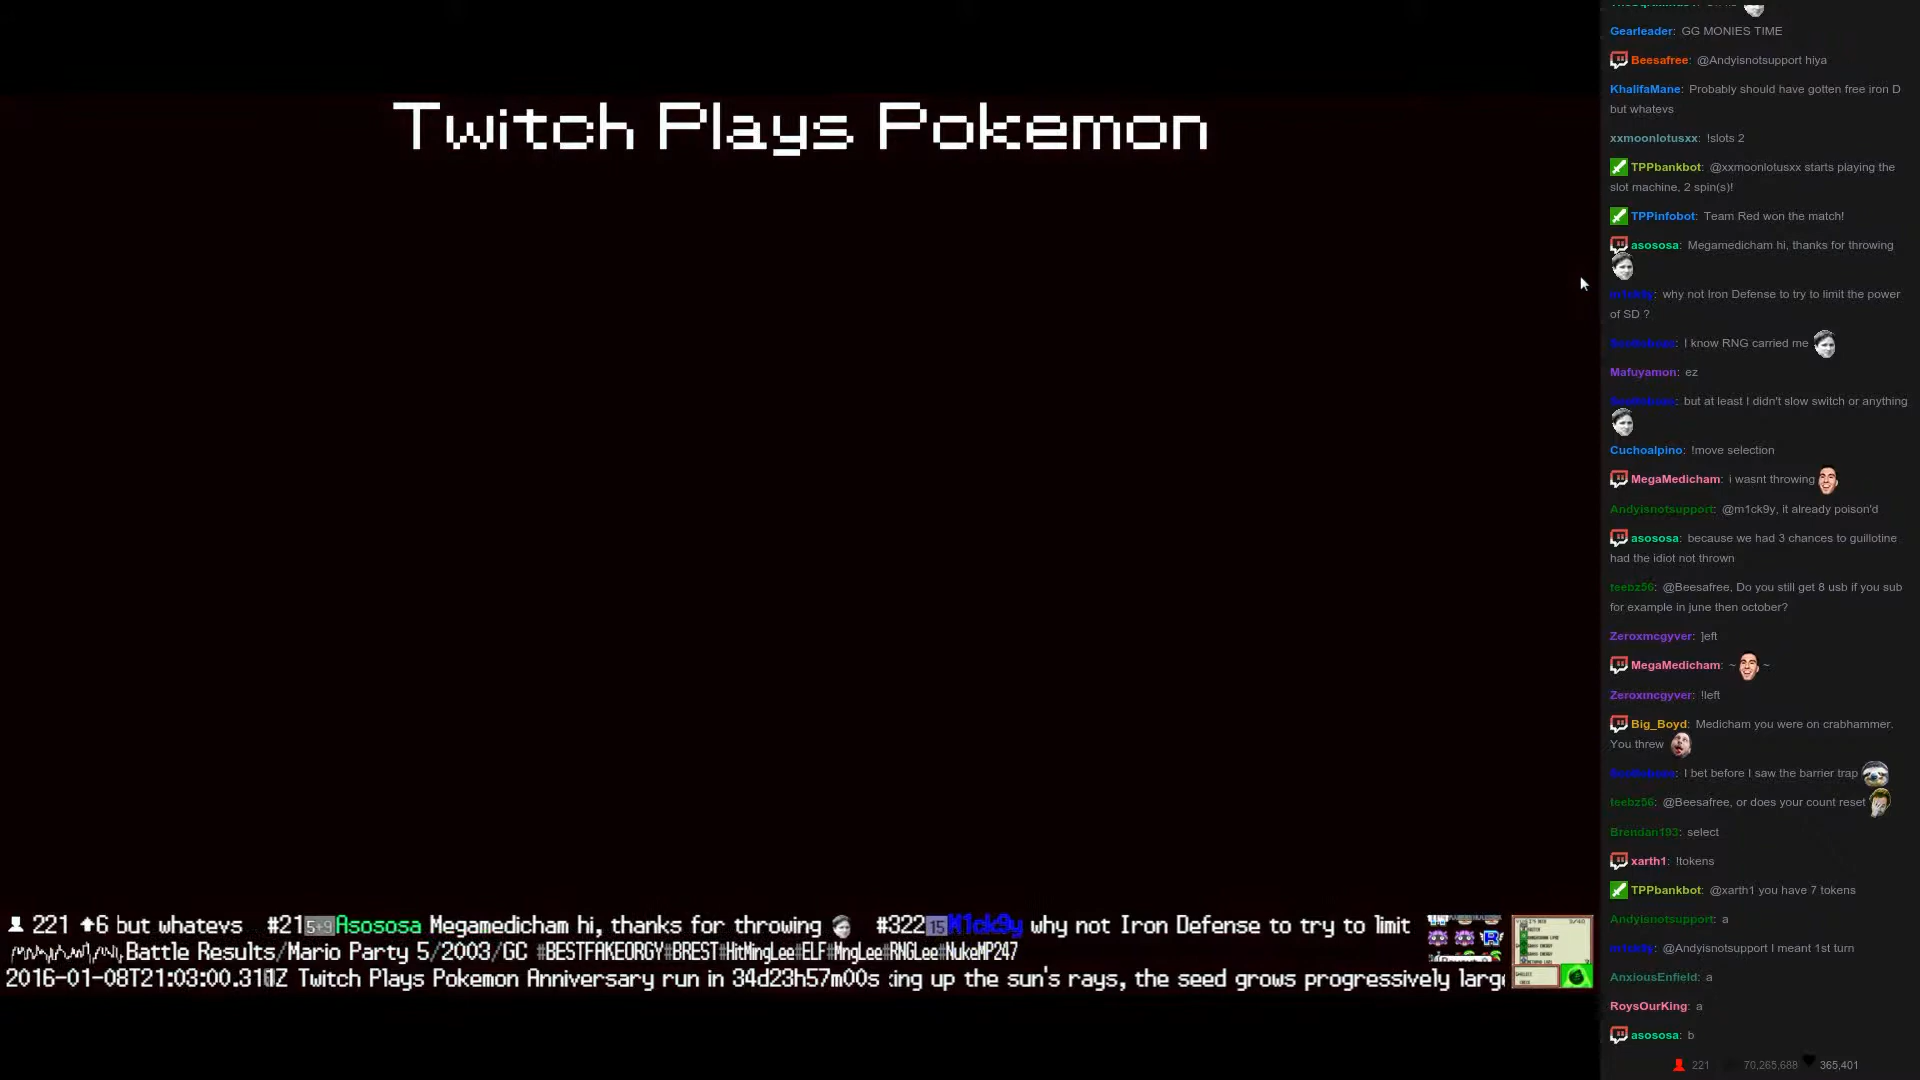 Twitch Plays Pokemon
221 6 but whatevs #21 5+9 Asososa Megamedicham hi, thanks for throwing #322 15 M1ck9y why not Iron Defense to try to limit
Battle Results/Mario Party 5/2003/GC #BESTFAKEORGY#BREST#HitMingLee#ELF#MngLee#RNGLee#NukeMP247
Twitch Plays Pokemon Anniversary run in 34d23h57m00s ing up the sun's rays, the seed grows progressively large
Gearleader: GG MONIES TIME
Beesafree: @Andyisnotsupport hiya
KhalifaMane: Probably should have gotten free iron D
but whatevs
xxmoonlotusxx: !slots 2
TPPbankbot: @xxmoonlotusxx starts playing the
slot machine, 2 spin(s)!
TPPinfobot: Team Red won the match!
asososa: Megamedicham hi, thanks for throwing
m1ck9y: why not Iron Defense to try to limit the power
of SD ?
I know RNG carried me
Mafuyamon: ez
but at least I didn't slow switch or anything
Cuchoalpino: !move selection
MegaMedicham: i wasnt throwing
Andyisnotsupport: @m1ck9y, it already poison'd
asososa: because we had 3 chances to guillotine
had the idiot not thrown
teebz56: @Beesafree, Do you still get 8 usb if you sub
for example in june then october?
Zeroxmcgyver: ]eft
MegaMedicham: ~ ~
Zeroxmcgyver: !left
Big_Boyd: Medicham you were on crabhammer.
You threw
I bet before I saw the barrier trap
teebz56: @Beesafree, or does your count reset
Brendan193: select
xarth1: !tokens
TPPbankbot: @xarth1 you have 7 tokens
Andyisnotsupport: a
m1ck9y: @Andyisnotsupport I meant 1st turn
AnxiousEnfield: a
RoysOurKing: a
asososa: b
221 70,265,688 365,401